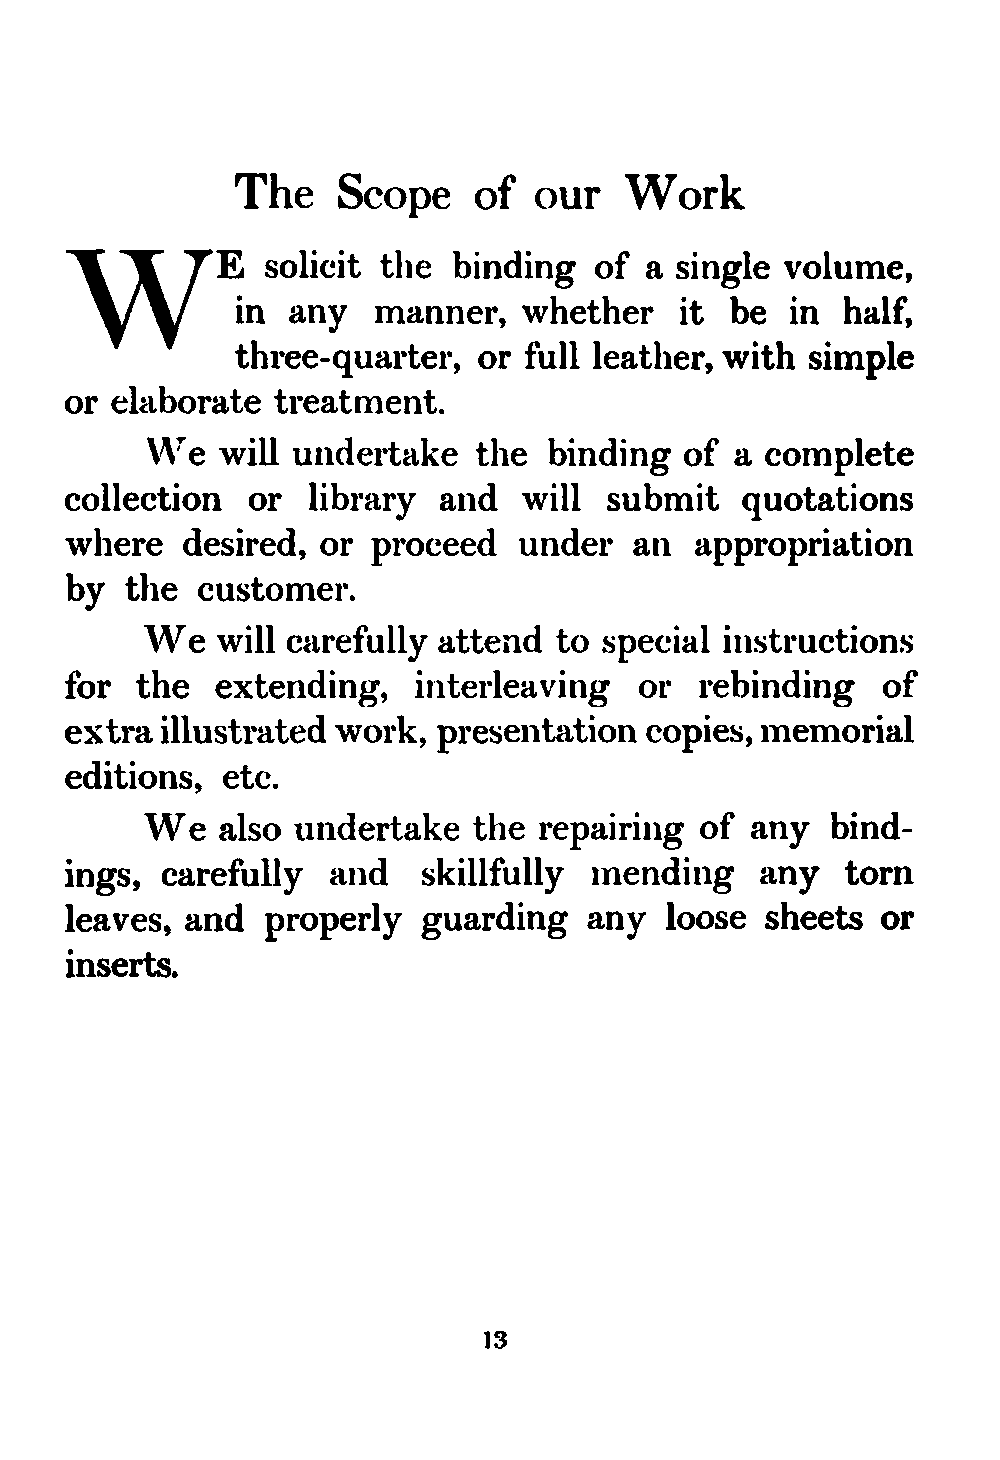 The Scope of our Work
WE solicit the binding of a single volume,
in any manner, whether it be in half,
three-quarter, or full leather, with simple
or elaborate treatment.
We will undertake the binding of a complete
collection or library and will submit quotations
where desired, or proceed under an appropriation
by the customer.
We will carefully attend to special instructions
for the extending, interleaving or rebinding of
extra illustrated work, presentation copies, memorial
editions, etc.
We also undertake the repairing of any bind-
ings, carefully and skillfully mending any torn
leaves, and properly guarding any loose sheets or
inserts.
13